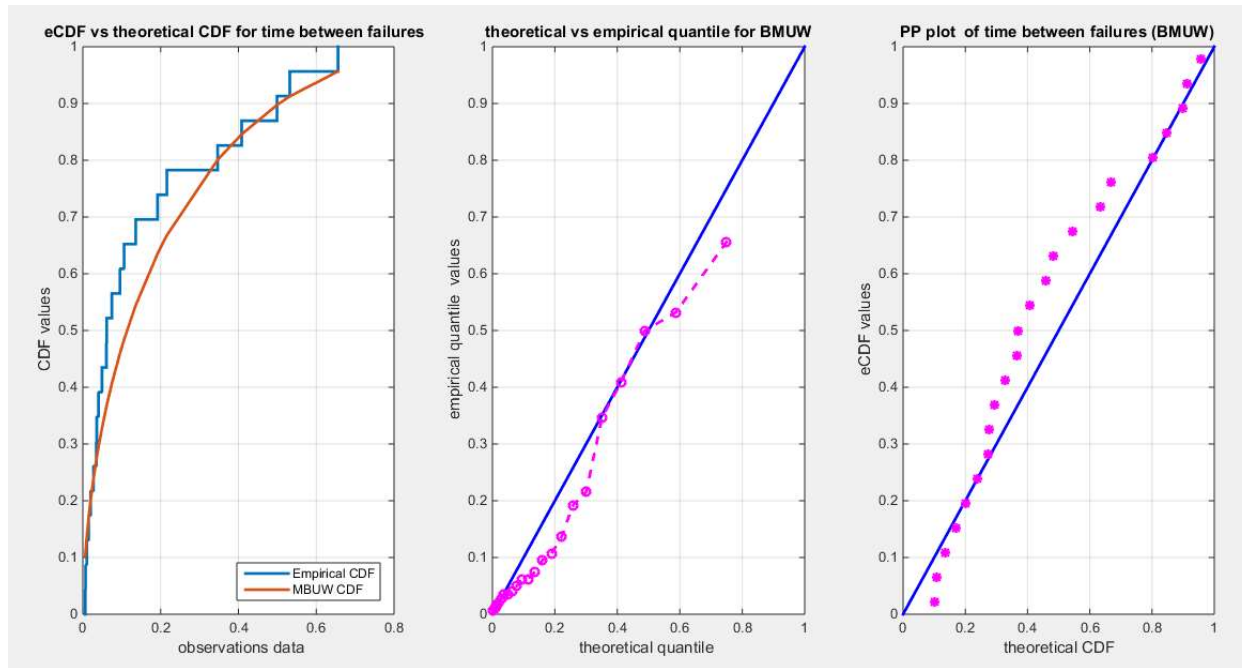 eCDF vs theoretical CDF for time between failures
CDF values
1
0.9
0.8
0.7
0.6
0.5
0.4
0.3
0.2
0.1
0
0 0.2 0.4 0.6 0.8
observations data
Empirical CDF
MBUW CDF
theoretical vs empirical quantile for BMUW
empirical quantile values
1
0.9
0.8
0.7
0.6
0.5
0.4
0.3
0.2
0.1
0
0 0.2 0.4 0.6 0.8 1
theoretical quantile
PP plot of time between failures (BMUW)
eCDF values
1
0.9
0.8
0.7
0.6
0.5
0.4
0.3
0.2
0.1
0
0 0.2 0.4 0.6 0.8 1
theoretical CDF